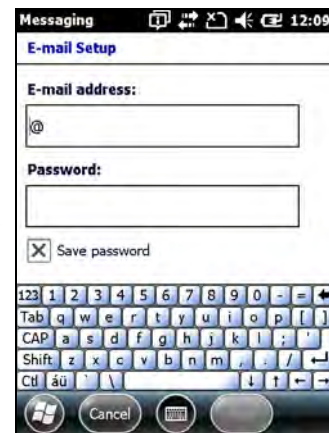 Messaging 12:09
E-mail Setup
E-mail address:
@
Password:
Save password
123 1 2 3 4 5 6 7 8 9 0 - =
Tab q w e r t y u i o p [ ]
CAP a s d f g h j k l ; '
Shift z x c v b n m , . /
Ctl áü ` \
Cancel